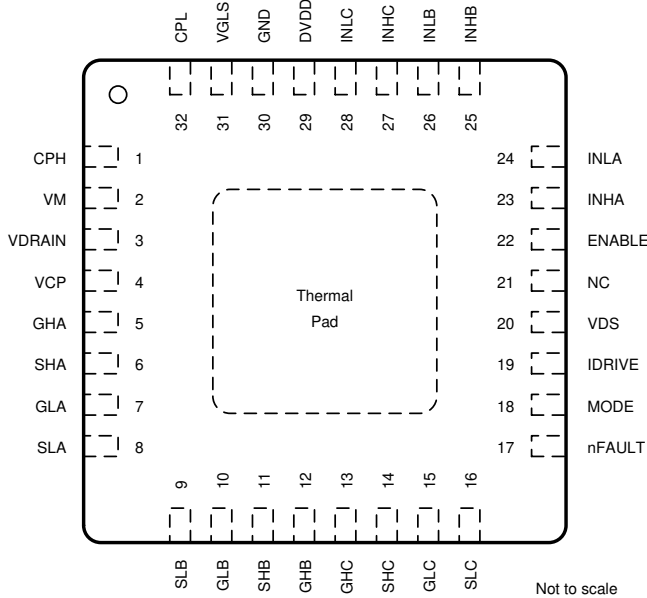 CPL VGLS GND DVDD INLC INHC INLB INHB
32 31 30 29 28 27 26 25
CPH 1 24 INLA
VM 2 23 INHA
VDRAIN 3 22 ENABLE
VCP 4 21 NC
Thermal
Pad
GHA 5 20 VDS
SHA 6 19 IDRIVE
GLA 7 18 MODE
SLA 8 17 nFAULT
9 10 11 12 13 14 15 16
SLB GLB SHB GHB GHC SHC GLC SLC
Not to scale